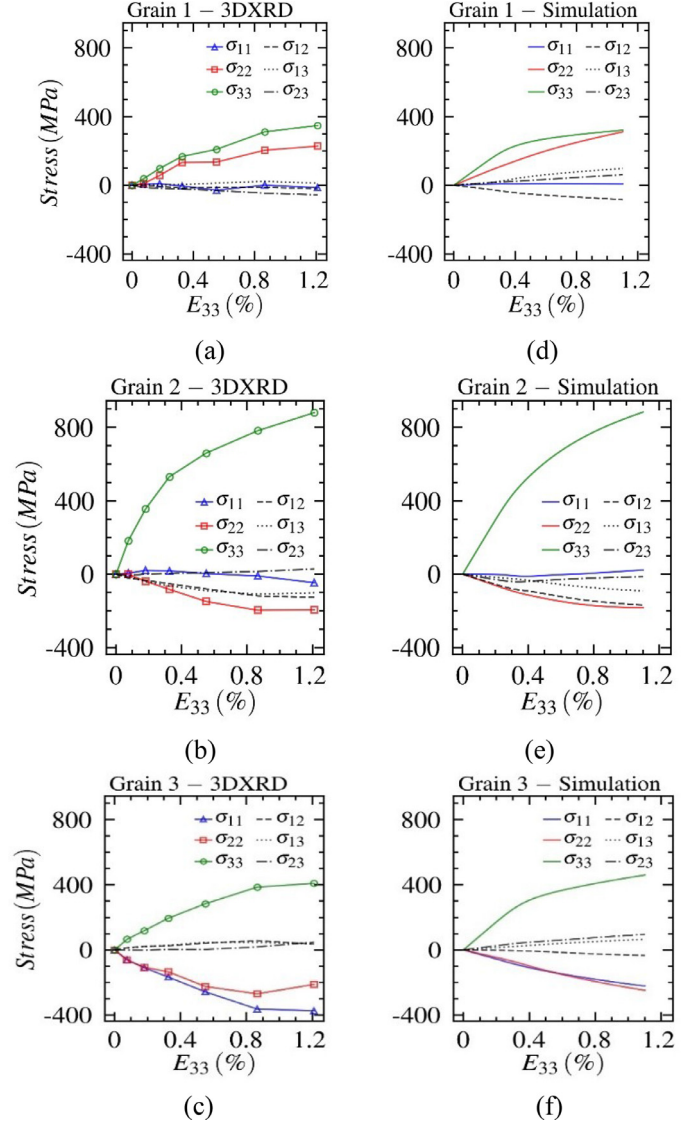 Grain 1 − 3DXRD
Stress (MPa)
800
400
0
-400
σ11
σ22
σ33
σ12
σ13
σ23
0 0.4 0.8 1.2
E33 (%)
(a)
Grain 1 − Simulation
800
400
0
-400
σ11
σ22
σ33
σ12
σ13
σ23
0 0.4 0.8 1.2
E33 (%)
(d)
Grain 2 − 3DXRD
Stress (MPa)
800
400
0
-400
σ11
σ22
σ33
σ12
σ13
σ23
0 0.4 0.8 1.2
E33 (%)
(b)
Grain 2 − Simulation
800
400
0
-400
σ11
σ22
σ33
σ12
σ13
σ23
0 0.4 0.8 1.2
E33 (%)
(e)
Grain 3 − 3DXRD
Stress (MPa)
800
400
0
-400
σ11
σ22
σ33
σ12
σ13
σ23
0 0.4 0.8 1.2
E33 (%)
(c)
Grain 3 − Simulation
800
400
0
-400
σ11
σ22
σ33
σ12
σ13
σ23
0 0.4 0.8 1.2
E33 (%)
(f)